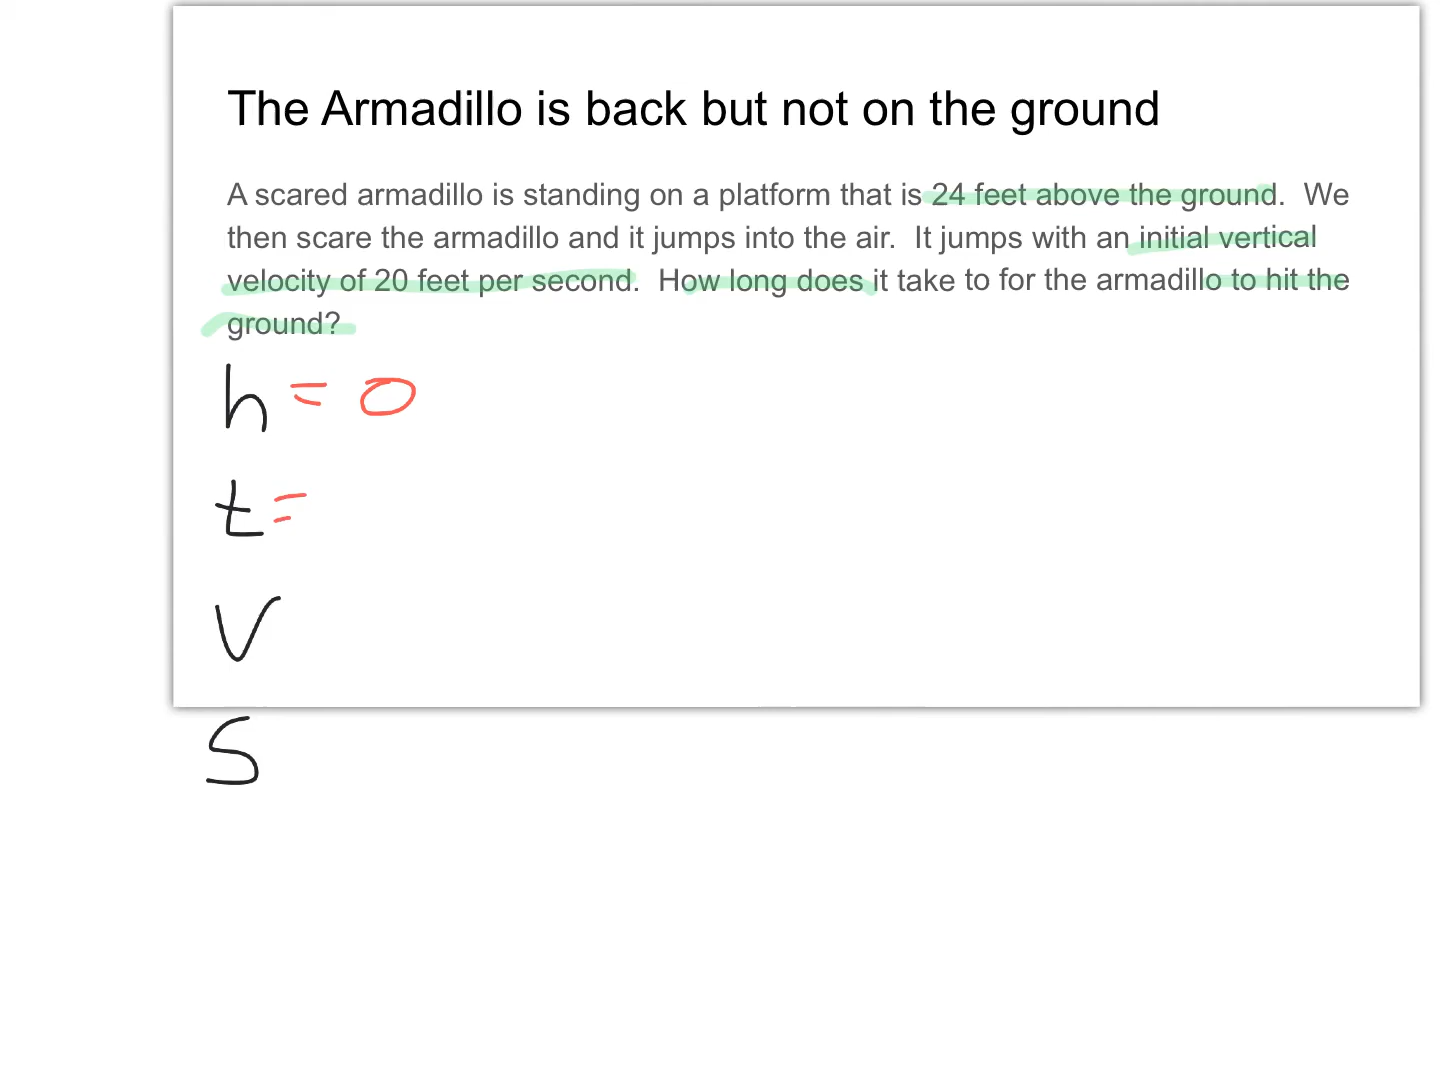 The Armadillo is back but not on the ground
A scared armadillo is standing on a platform that is 24 feet above the ground. We
then scare the armadillo and it jumps into the air. It jumps with an initial vertical
velocity of 20 feet per second. How long does it take to for the armadillo to hit the
ground?
h = 0
t =
V
S